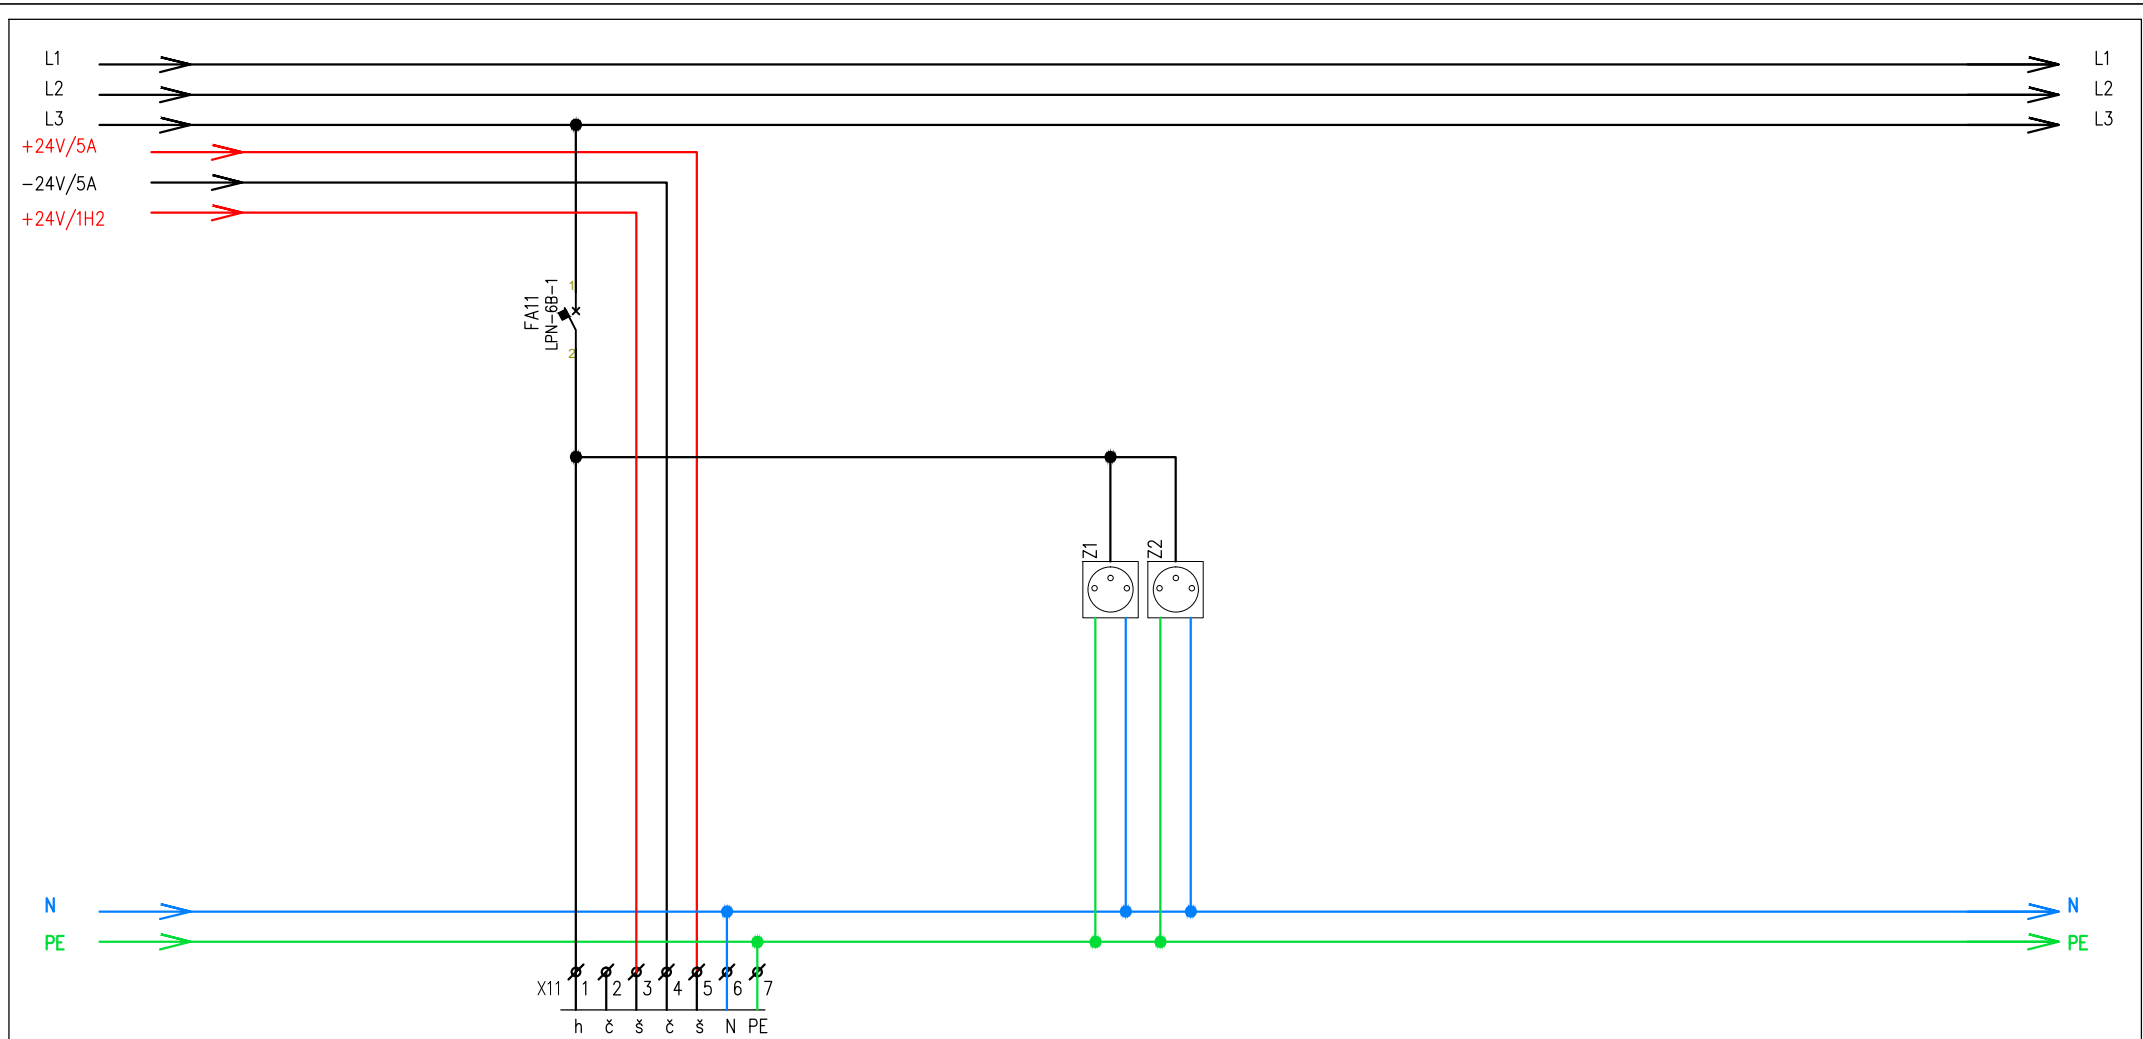 L1 L1
L2 L2
L3 L3
+24V/5A
-24V/5A
+24V/1H2
FA11
LPN-6B-1
1
2
Z1 Z2
N N
PE PE
X11 1 2 3 4 5 6 7
h č š č š N PE